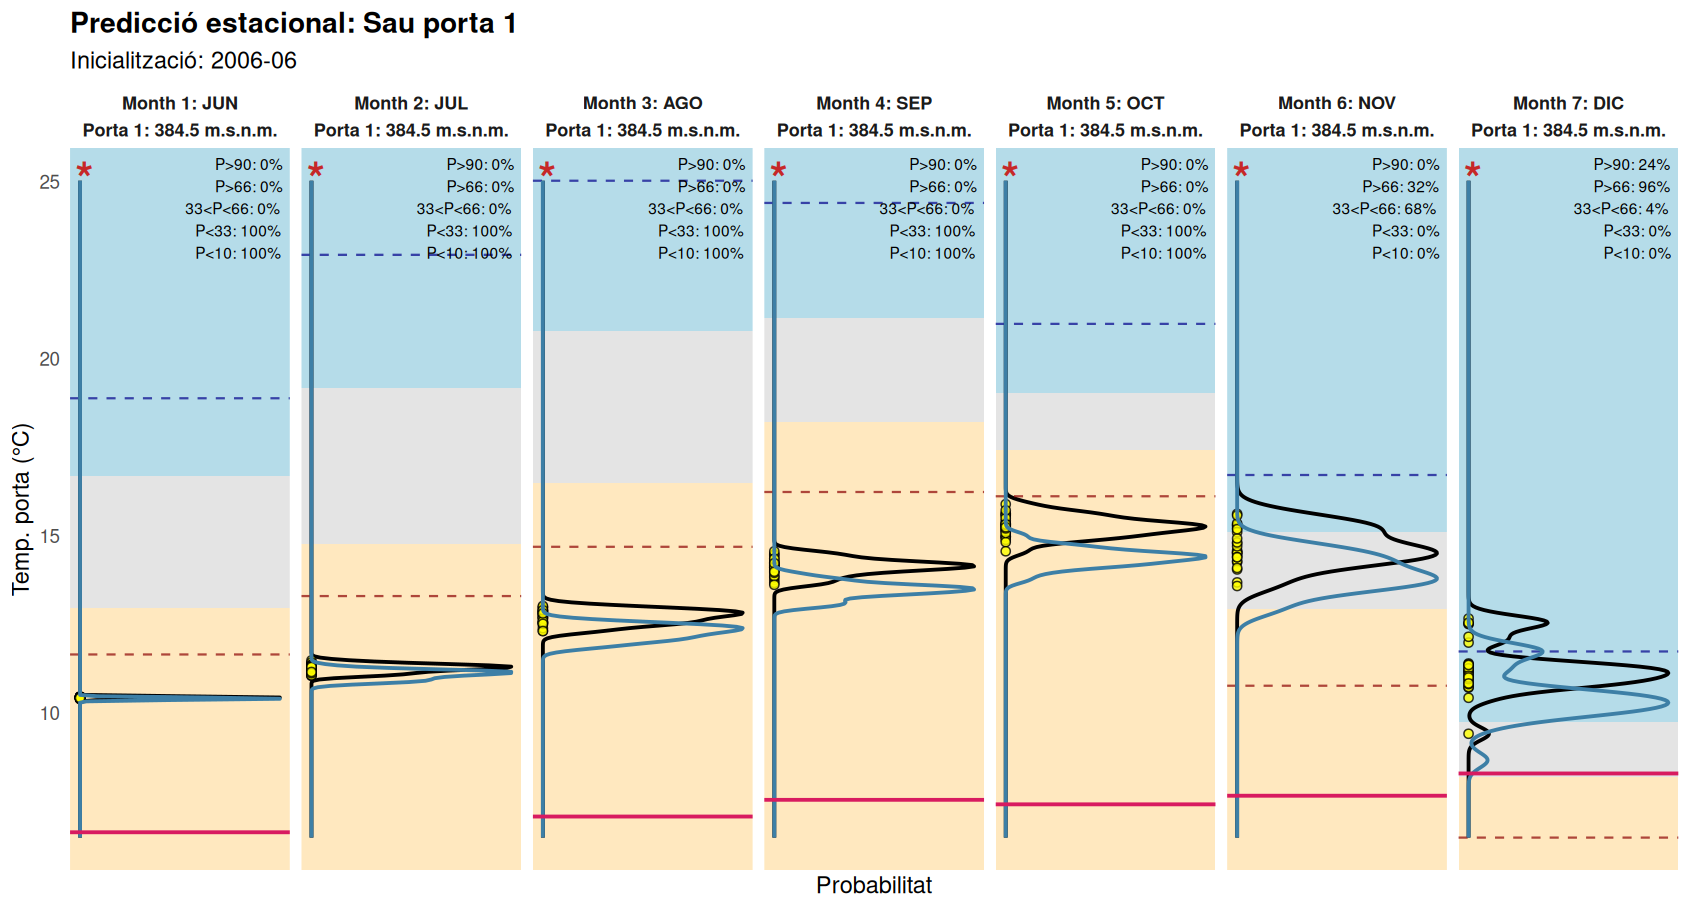 Predicció estacional: Sau porta 1
Inicialització: 2006-06
Month 1: JUN
Porta 1: 384.5 m.s.n.m.
Month 2: JUL
Porta 1: 384.5 m.s.n.m.
Month 3: AGO
Porta 1: 384.5 m.s.n.m.
Month 4: SEP
Porta 1: 384.5 m.s.n.m.
Month 5: OCT
Porta 1: 384.5 m.s.n.m.
Month 6: NOV
Porta 1: 384.5 m.s.n.m.
Month 7: DIC
Porta 1: 384.5 m.s.n.m.
*
P>90: 0%
P>66: 0%
33<P<66: 0%
P<33: 100%
P<10: 100%
*
P>90: 0%
P>66: 0%
33<P<66: 0%
P<33: 100%
P<10: 100%
*
P>90: 0%
P>66: 0%
33<P<66: 0%
P<33: 100%
P<10: 100%
*
P>90: 0%
P>66: 0%
33<P<66: 0%
P<33: 100%
P<10: 100%
*
P>90: 0%
P>66: 0%
33<P<66: 0%
P<33: 100%
P<10: 100%
*
P>90: 0%
P>66: 32%
33<P<66: 68%
P<33: 0%
P<10: 0%
*
P>90: 24%
P>66: 96%
33<P<66: 4%
P<33: 0%
P<10: 0%
25
20
15
10
Temp. porta (°C)
Probabilitat